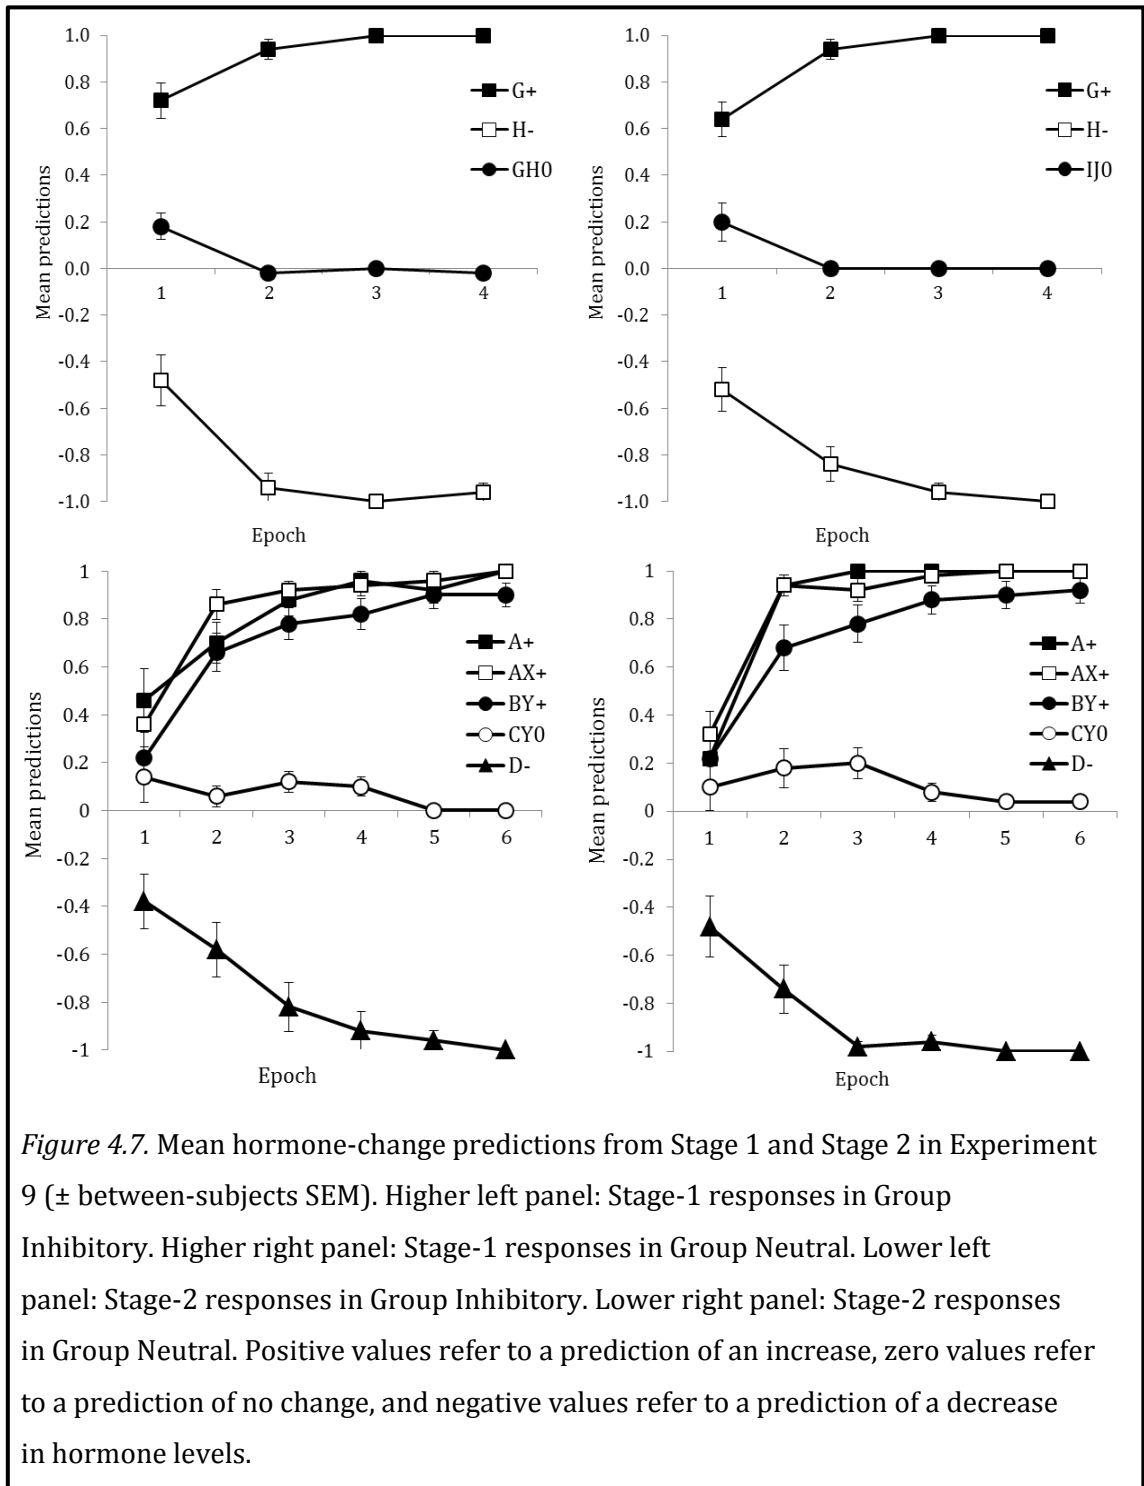 1.0
0.8
0.6
0.4
0.2
0.0
-0.2
-0.4
-0.6
-0.8
-1.0
Mean predictions
1 2 3 4
Epoch
G+
H-
GH0
1.0
0.8
0.6
0.4
0.2
0.0
-0.2
-0.4
-0.6
-0.8
-1.0
Mean predictions
1 2 3 4
Epoch
G+
H-
IJ0
1
0.8
0.6
0.4
0.2
0
-0.2
-0.4
-0.6
-0.8
-1
Mean predictions
1 2 3 4 5 6
Epoch
A+
AX+
BY+
CY0
D-
1
0.8
0.6
0.4
0.2
0
-0.2
-0.4
-0.6
-0.8
-1
Mean predictions
1 2 3 4 5 6
Epoch
A+
AX+
BY+
CY0
D-
Figure 4.7. Mean hormone-change predictions from Stage 1 and Stage 2 in Experiment
9 (± between-subjects SEM). Higher left panel: Stage-1 responses in Group
Inhibitory. Higher right panel: Stage-1 responses in Group Neutral. Lower left
panel: Stage-2 responses in Group Inhibitory. Lower right panel: Stage-2 responses
in Group Neutral. Positive values refer to a prediction of an increase, zero values refer
to a prediction of no change, and negative values refer to a prediction of a decrease
in hormone levels.